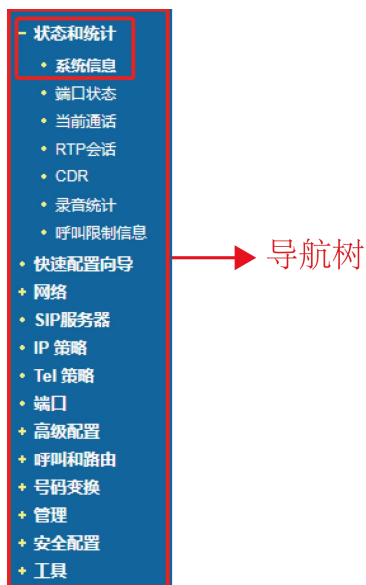 状态和统计
系统信息
端口状态
当前通话
RTP会话
CDR
录音统计
呼叫限制信息
快速配置向导
导航树
网络
SIP服务器
IP 策略
Tel 策略
端口
高级配置
呼叫和路由
号码变换
管理
安全配置
工具